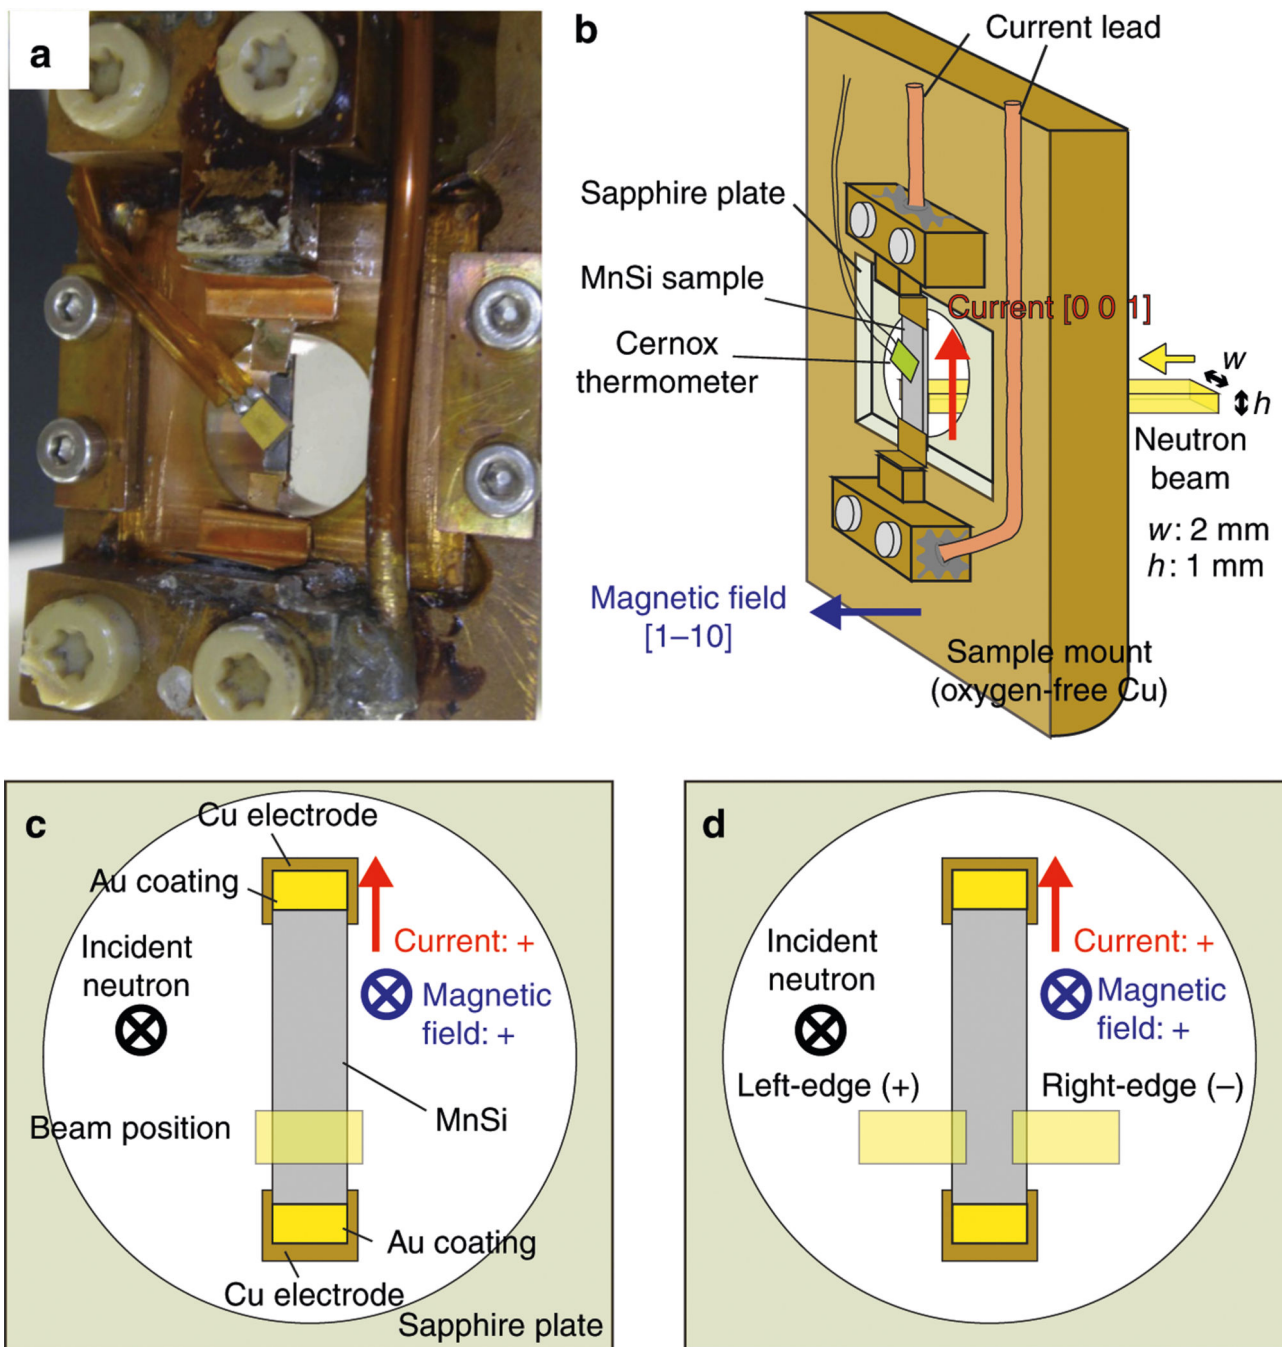 a
b
Current lead
Sapphire plate
MnSi sample
Cernox
thermometer
Current [0 0 1]
w
h
Neutron
beam
w: 2 mm
h: 1 mm
Magnetic field
[1–10]
Sample mount
(oxygen-free Cu)
c
Cu electrode
Au coating
Incident
neutron
Current: +
Magnetic
field: +
Beam position
MnSi
Au coating
Cu electrode
Sapphire plate
d
Incident
neutron
Current: +
Magnetic
field: +
Left-edge (+)
Right-edge (–)